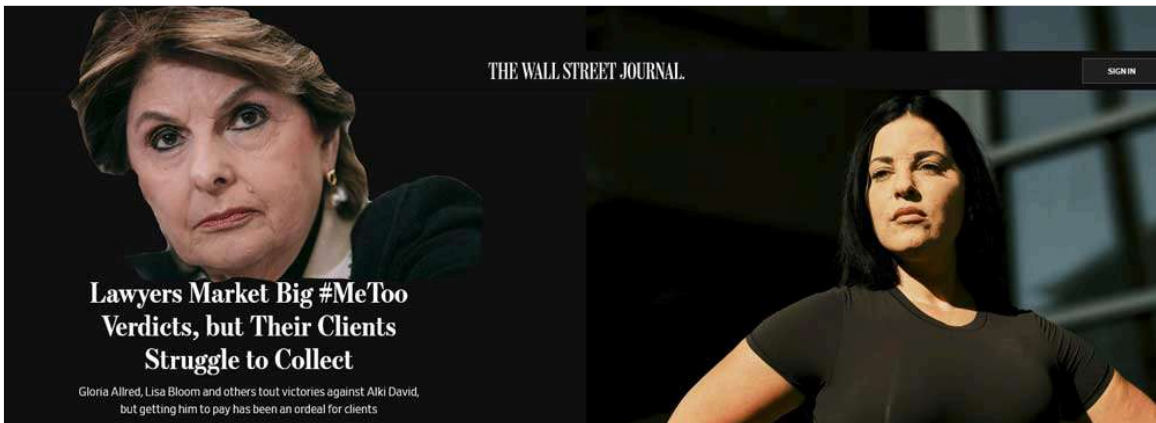 THE WALL STREET JOURNAL.
SIGN IN
Lawyers Market Big #MeToo
Verdicts, but Their Clients
Struggle to Collect
Gloria Allred, Lisa Bloom and others tout victories against Alki David,
but getting him to pay has been an ordeal for clients